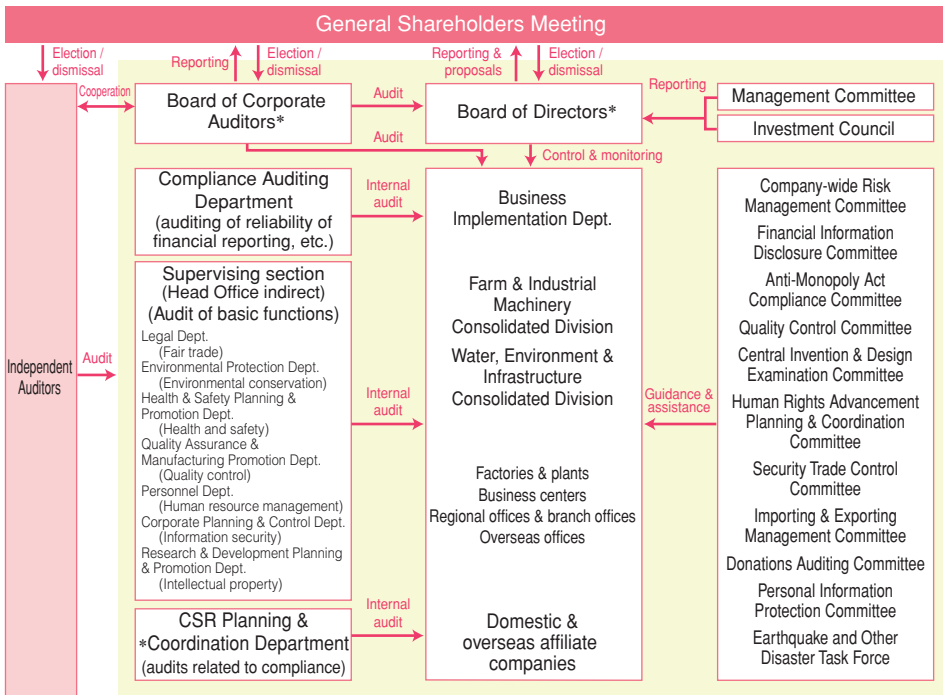 General Shareholders Meeting
Election /
dismissal
Reporting
Election /
dismissal
Reporting &
proposals
Election /
dismissal
Cooperation
Board of Corporate
Auditors*
Audit
Board of Directors*
Reporting
Management Committee
Investment Council
Audit
Control & monitoring
Independent
Auditors
Audit
Compliance Auditing
Department
(auditing of reliability of
financial reporting, etc.)
Internal
audit
Supervising section
(Head Office indirect)
(Audit of basic functions)
Legal Dept.
(Fair trade)
Environmental Protection Dept.
(Environmental conservation)
Health & Safety Planning &
Promotion Dept.
(Health and safety)
Quality Assurance &
Manufacturing Promotion Dept.
(Quality control)
Personnel Dept.
(Human resource management)
Corporate Planning & Control Dept.
(Information security)
Research & Development Planning
& Promotion Dept.
(Intellectual property)
Internal
audit
CSR Planning &
*Coordination Department
(audits related to compliance)
Internal
audit
Business
Implementation Dept.
Farm & Industrial
Machinery
Consolidated Division
Water, Environment &
Infrastructure
Consolidated Division
Factories & plants
Business centers
Regional offices & branch offices
Overseas offices
Domestic &
overseas affiliate
companies
Guidance &
assistance
Company-wide Risk
Management Committee
Financial Information
Disclosure Committee
Anti-Monopoly Act
Compliance Committee
Quality Control Committee
Central Invention & Design
Examination Committee
Human Rights Advancement
Planning & Coordination
Committee
Security Trade Control
Committee
Importing & Exporting
Management Committee
Donations Auditing Committee
Personal Information
Protection Committee
Earthquake and Other
Disaster Task Force